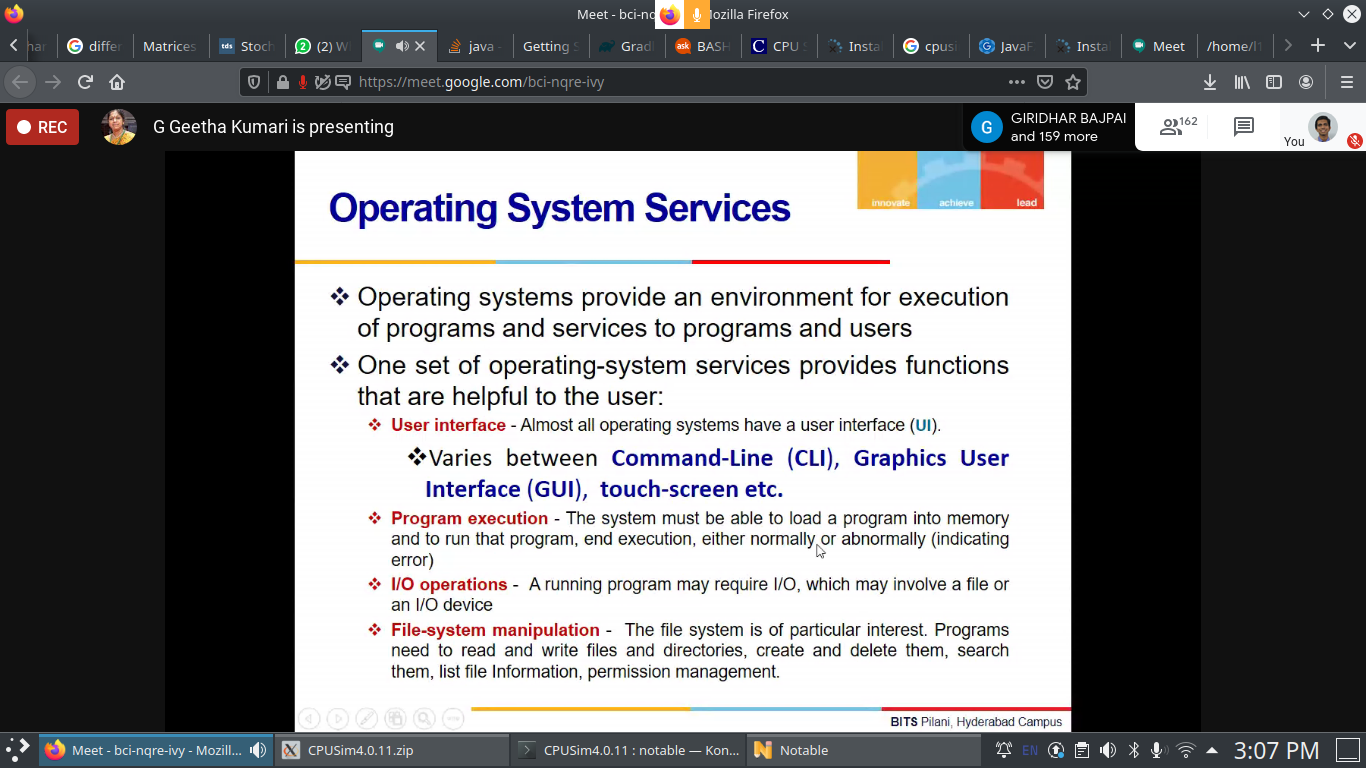 Meet - bci-nq
ozilla Firefox
differ
Matrices
tds Stoch
(2) W
java -
Getting S
Gradl
ask BASH
C CPU S
Insta
cpusi
JavaF
Insta
Meet
/home/l1
https://meet.google.com/bci-nqre-ivy
REC
G Geetha Kumari is presenting
G
GIRIDHAR BAJPAI
and 159 more
162
You
innovate achieve lead
Operating System Services
❖ Operating systems provide an environment for execution
of programs and services to programs and users
❖ One set of operating-system services provides functions
that are helpful to the user:
❖ User interface - Almost all operating systems have a user interface (UI).
❖Varies between Command-Line (CLI), Graphics User
Interface (GUI), touch-screen etc.
❖ Program execution - The system must be able to load a program into memory
and to run that program, end execution, either normally or abnormally (indicating
error)
❖ I/O operations - A running program may require I/O, which may involve a file or
an I/O device
❖ File-system manipulation - The file system is of particular interest. Programs
need to read and write files and directories, create and delete them, search
them, list file Information, permission management.
BITS Pilani, Hyderabad Campus
Meet - bci-nqre-ivy - Mozill...
CPUSim4.0.11.zip
CPUSim4.0.11 : notable — Kon...
Notable
EN
3:07 PM